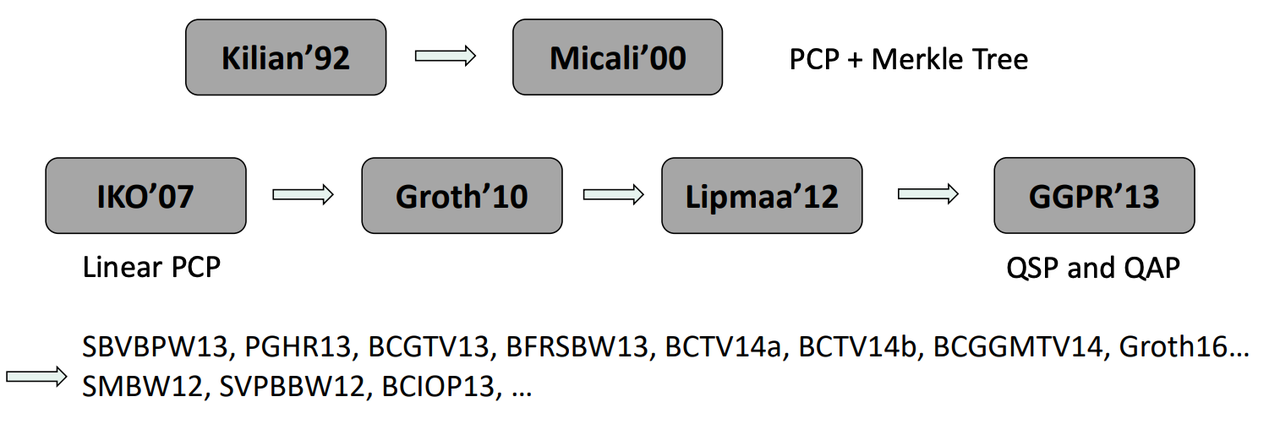 Kilian’92 Micali’00 PCP + Merkle Tree
IKO’07 Groth’10 Lipmaa’12 GGPR’13
Linear PCP QSP and QAP
SBVBPW13, PGHR13, BCGTV13, BFRSBW13, BCTV14a, BCTV14b, BCGGMTV14, Groth16...
SMBW12, SVPBBW12, BCIOP13, ...